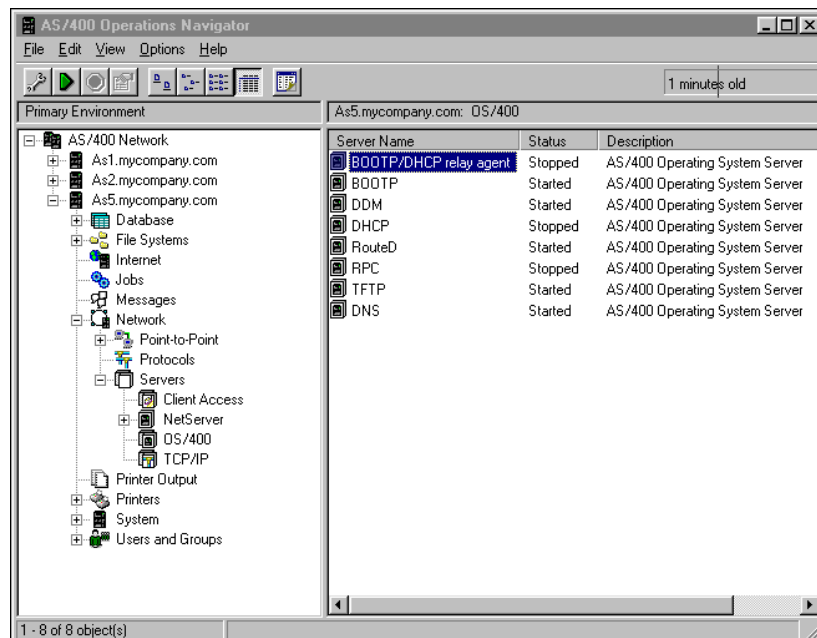 AS/400 Operations Navigator
File Edit View Options Help
1 minutes old
Primary Environment
As5.mycompany.com: OS/400
AS/400 Network
As1.mycompany.com
As2.mycompany.com
As5.mycompany.com
Database
File Systems
Internet
Jobs
Messages
Network
Point-to-Point
Protocols
Servers
Client Access
NetServer
OS/400
TCP/IP
Printer Output
Printers
System
Users and Groups
Server Name Status Description
BOOTP/DHCP relay agent Stopped AS/400 Operating System Server
BOOTP Started AS/400 Operating System Server
DDM Started AS/400 Operating System Server
DHCP Stopped AS/400 Operating System Server
RouteD Started AS/400 Operating System Server
RPC Stopped AS/400 Operating System Server
TFTP Started AS/400 Operating System Server
DNS Started AS/400 Operating System Server
1 - 8 of 8 object(s)